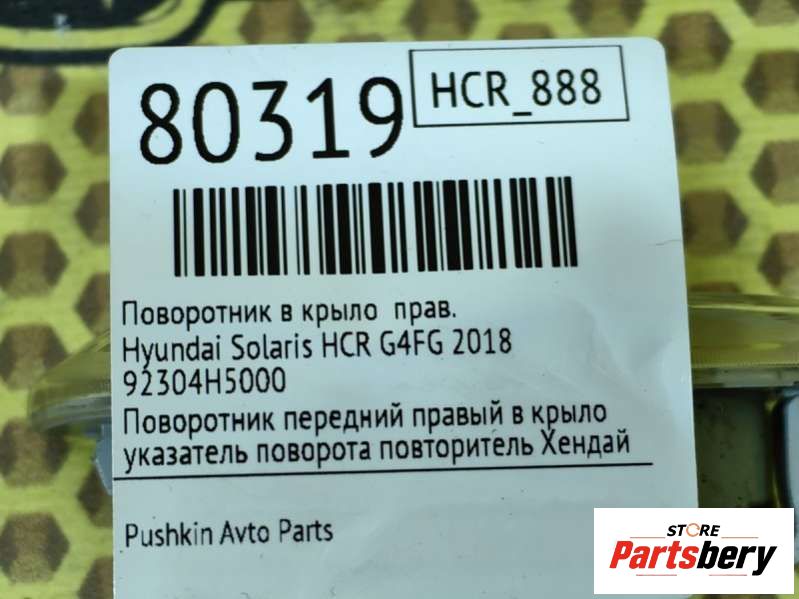 80319
HCR_888
Поворотник в крыло прав.
Hyundai Solaris HCR G4FG 2018
92304H5000
Поворотник передний правый в крыло
указатель поворота повторитель Хендай
Pushkin Avto Parts
STORE
Partsbery